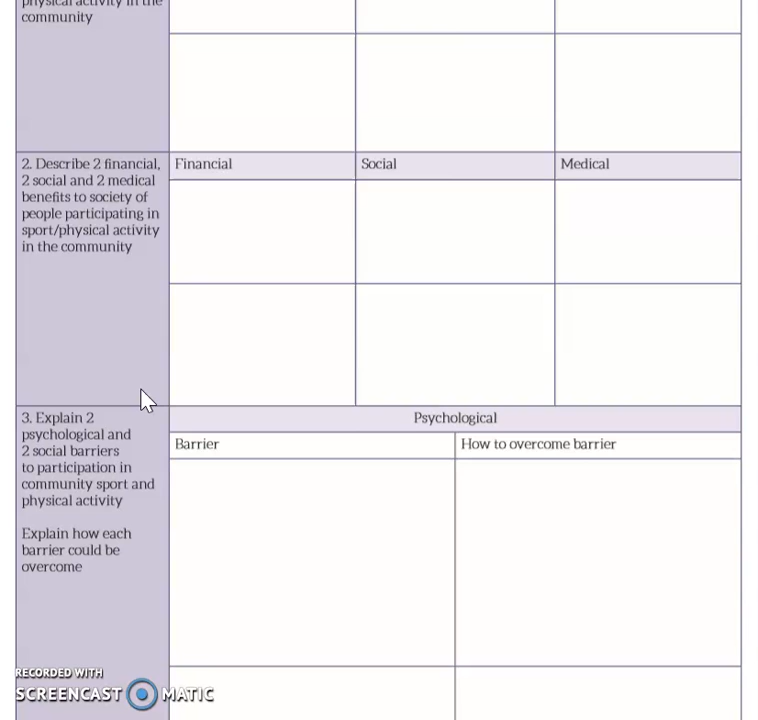 physical activity in the
community
2. Describe 2 financial,
2 social and 2 medical
benefits to society of
people participating in
sport/physical activity
in the community
Financial
Social
Medical
3. Explain 2
psychological and
2 social barriers
to participation in
community sport and
physical activity
Explain how each
barrier could be
overcome
Psychological
Barrier
How to overcome barrier
RECORDED WITH
SCREENCAST MATIC